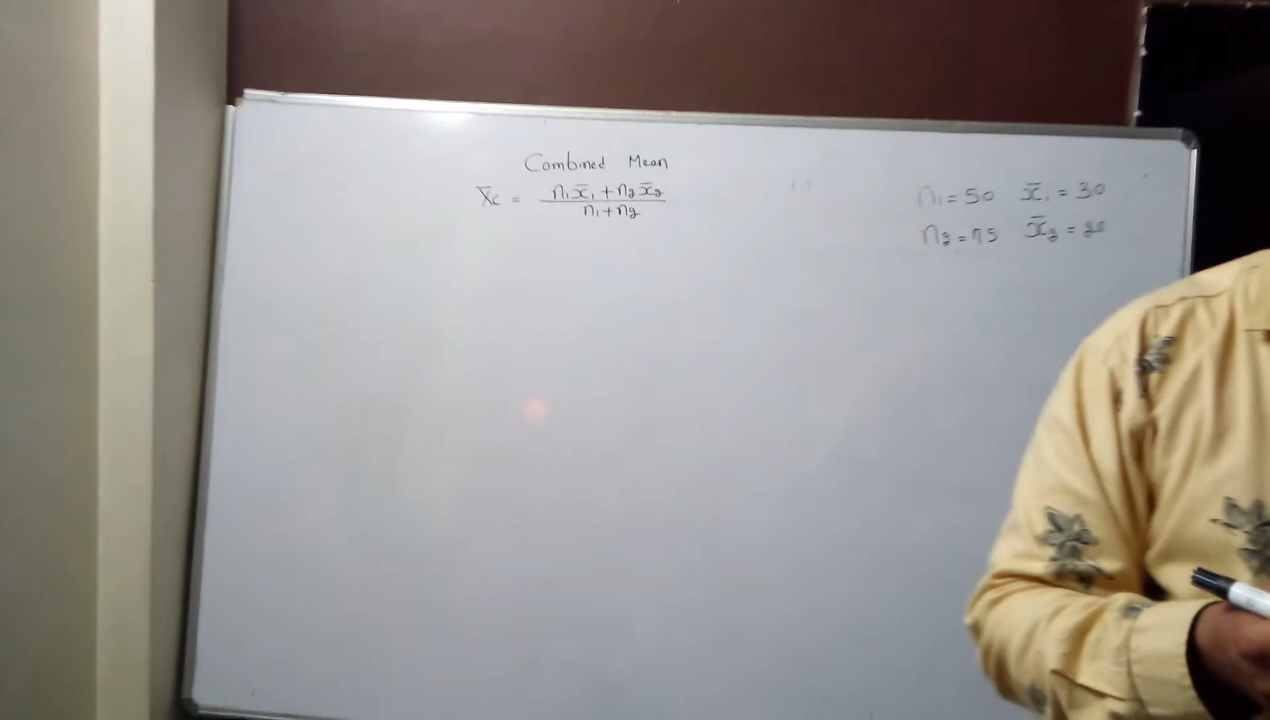 Combined Mean
X̄c = (n₁x̄₁ + n₂x̄₂) / (n₁ + n₂)
n₁ = 50 x̄₁ = 30
n₂ = 75 x̄₂ = 20